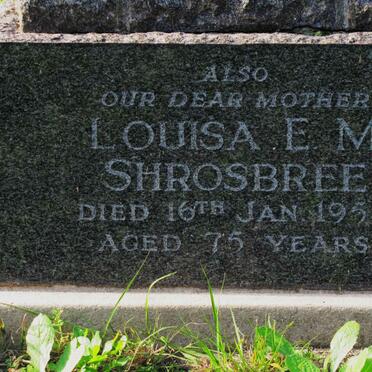 ALSO
OUR DEAR MOTHER
LOUISA E. M
SHROSBREE
DIED 16TH JAN. 195
AGED 75 YEARS